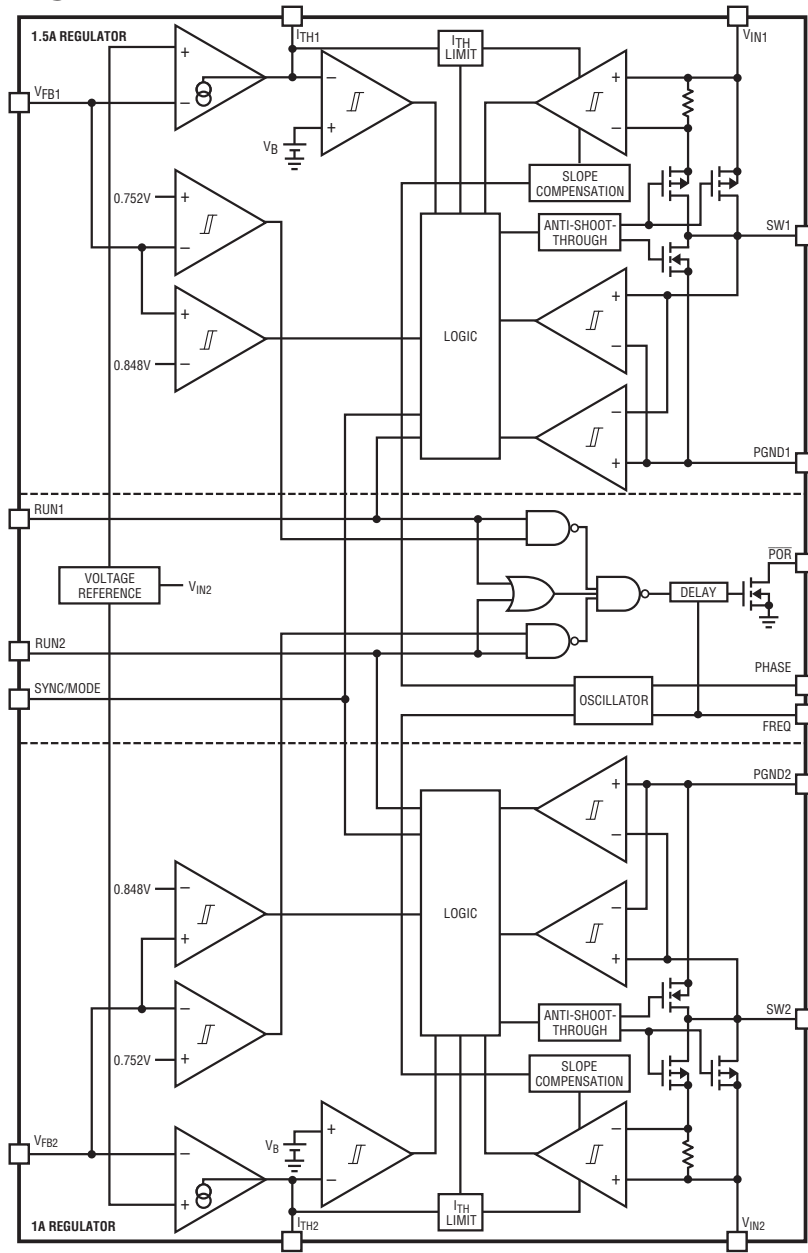 1.5A REGULATOR
ITH1
VIN1
ITH
LIMIT
+
+
VFB1
−
−
−
+
VB
SLOPE
COMPENSATION
0.752V
+
−
ANTI-SHOOT-
THROUGH
SW1
+
+
−
LOGIC
0.848V
−
−
+
PGND1
RUN1
POR
VOLTAGE
REFERENCE
VIN2
DELAY
RUN2
PHASE
SYNC/MODE
OSCILLATOR
FREQ
PGND2
+
−
0.848V
−
+
LOGIC
−
+
−
0.752V
+
ANTI-SHOOT-
THROUGH
SW2
SLOPE
COMPENSATION
VFB2
−
VB
+
−
−
+
+
ITH
LIMIT
1A REGULATOR
ITH2
VIN2